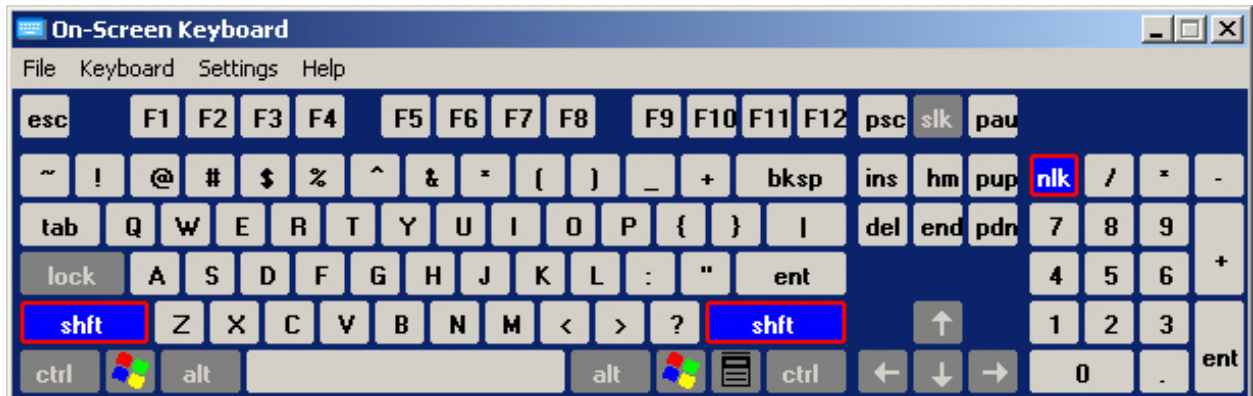 On-Screen Keyboard
File Keyboard Settings Help
esc F1 F2 F3 F4 F5 F6 F7 F8 F9 F10 F11 F12 psc slk pau
~ ! @ # $ % ^ & * ( ) _ + bksp ins hm pup nlk / * -
tab Q W E R T Y U I O P { } | del end pdn 7 8 9 +
lock A S D F G H J K L : " ent 4 5 6
shft Z X C V B N M < > ? shft ↑ 1 2 3 ent
ctrl alt alt ctrl ← ↓ → 0 .